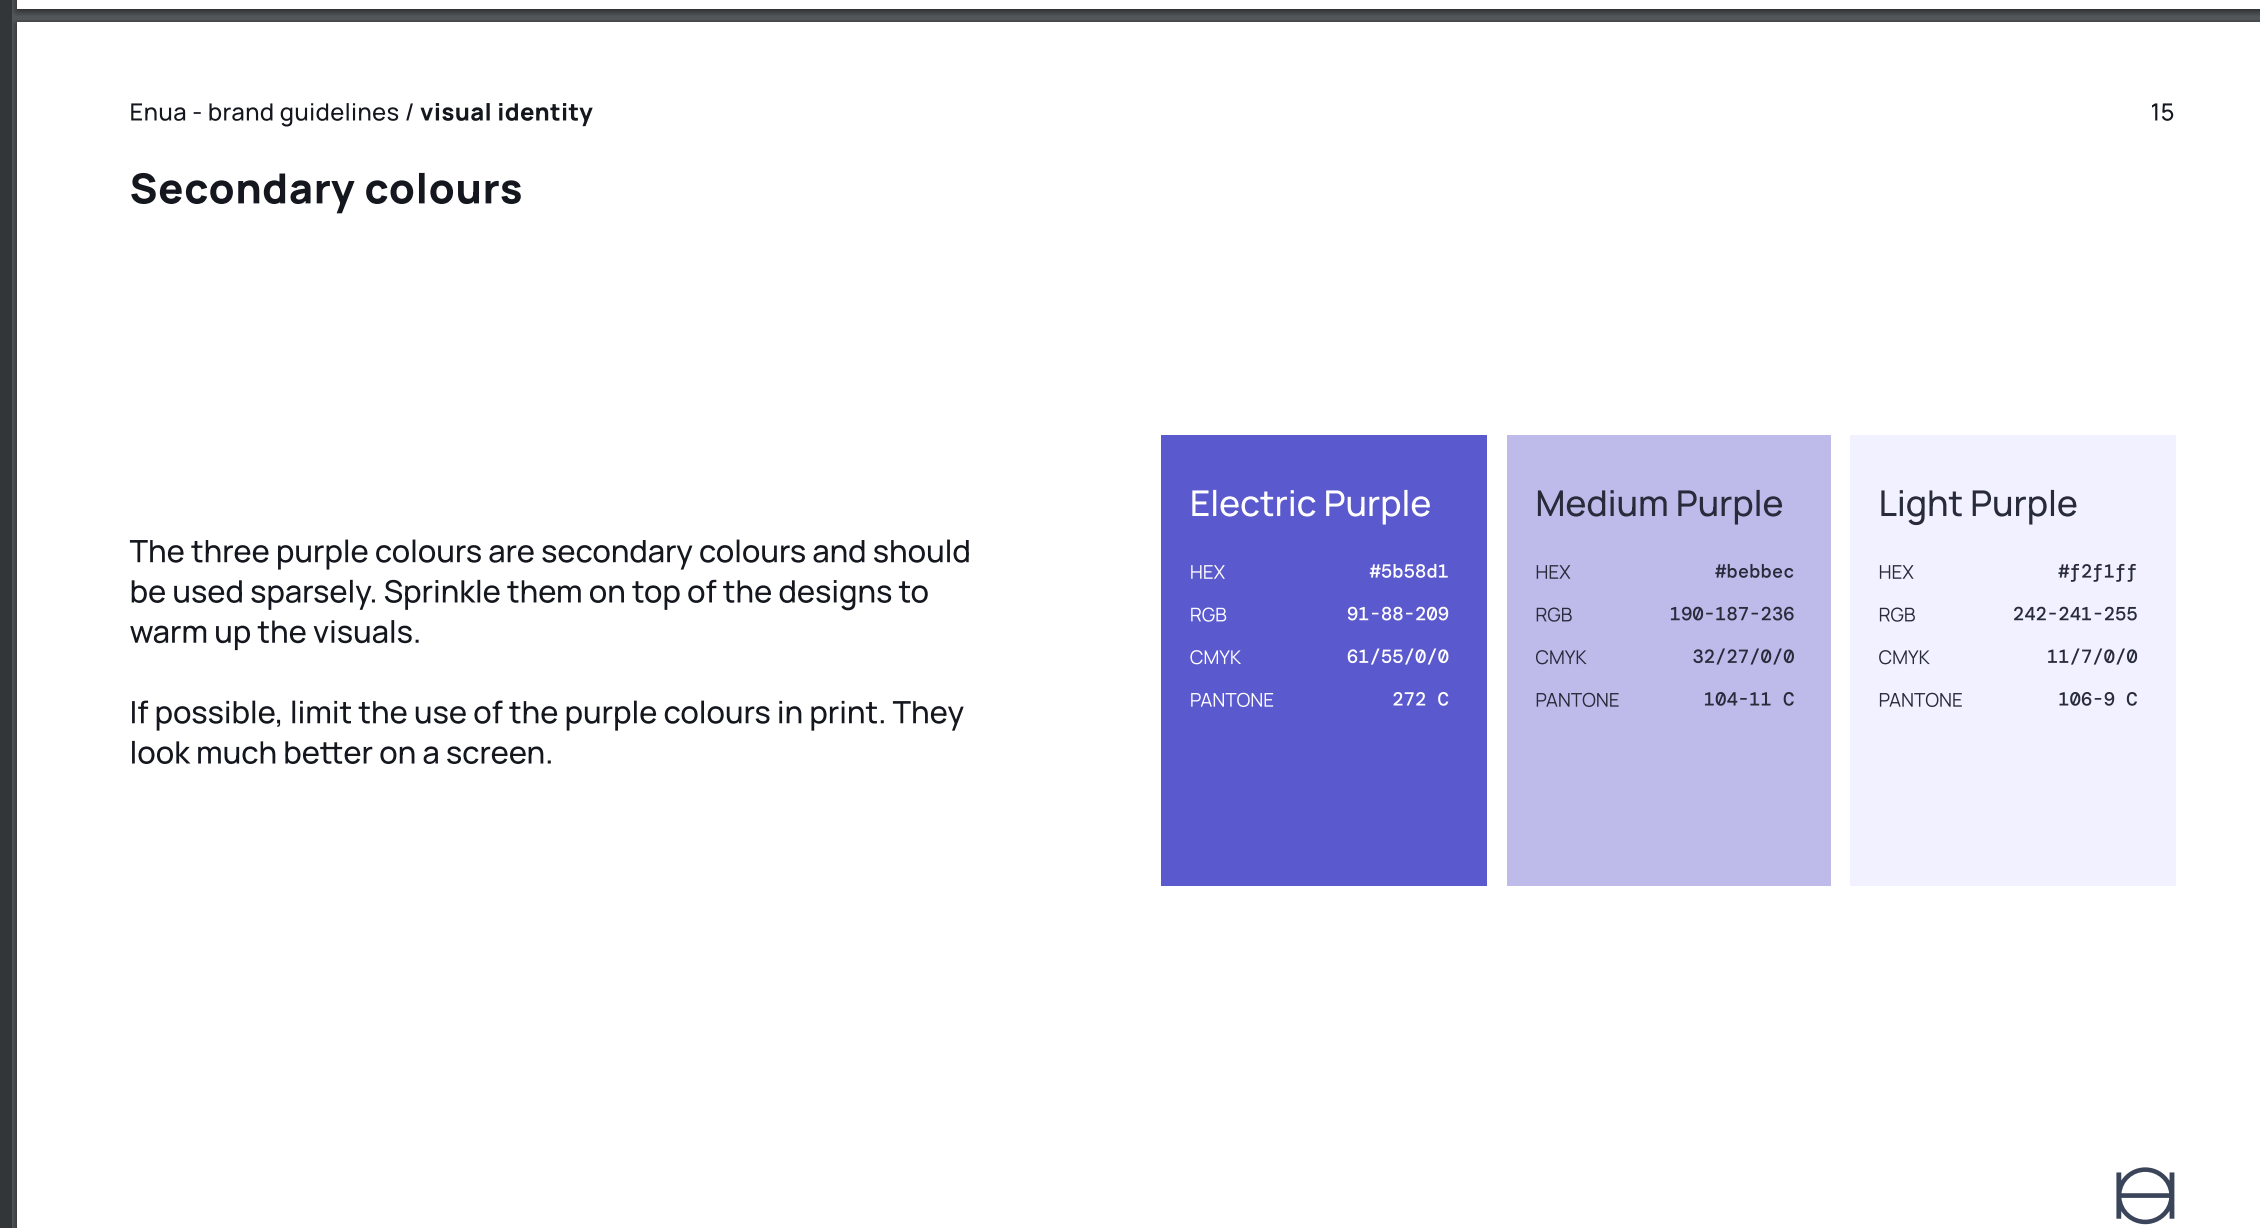 Enua - brand guidelines / visual identity
15
Secondary colours
The three purple colours are secondary colours and should
be used sparsely. Sprinkle them on top of the designs to
warm up the visuals.
If possible, limit the use of the purple colours in print. They
look much better on a screen.
Electric Purple
HEX #5b58d1
RGB 91-88-209
CMYK 61/55/0/0
PANTONE 272 C
Medium Purple
HEX #bebbec
RGB 190-187-236
CMYK 32/27/0/0
PANTONE 104-11 C
Light Purple
HEX #f2f1ff
RGB 242-241-255
CMYK 11/7/0/0
PANTONE 106-9 C